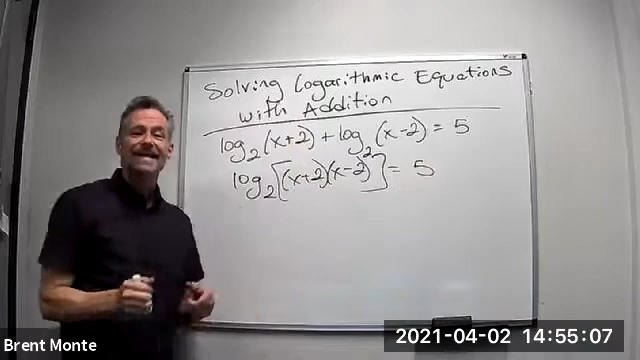 Solving Logarithmic Equations
with Addition
log₂(x+2) + log₂(x-2) = 5
log₂[(x+2)(x-2)] = 5
2021-04-02 14:55:07
Brent Monte